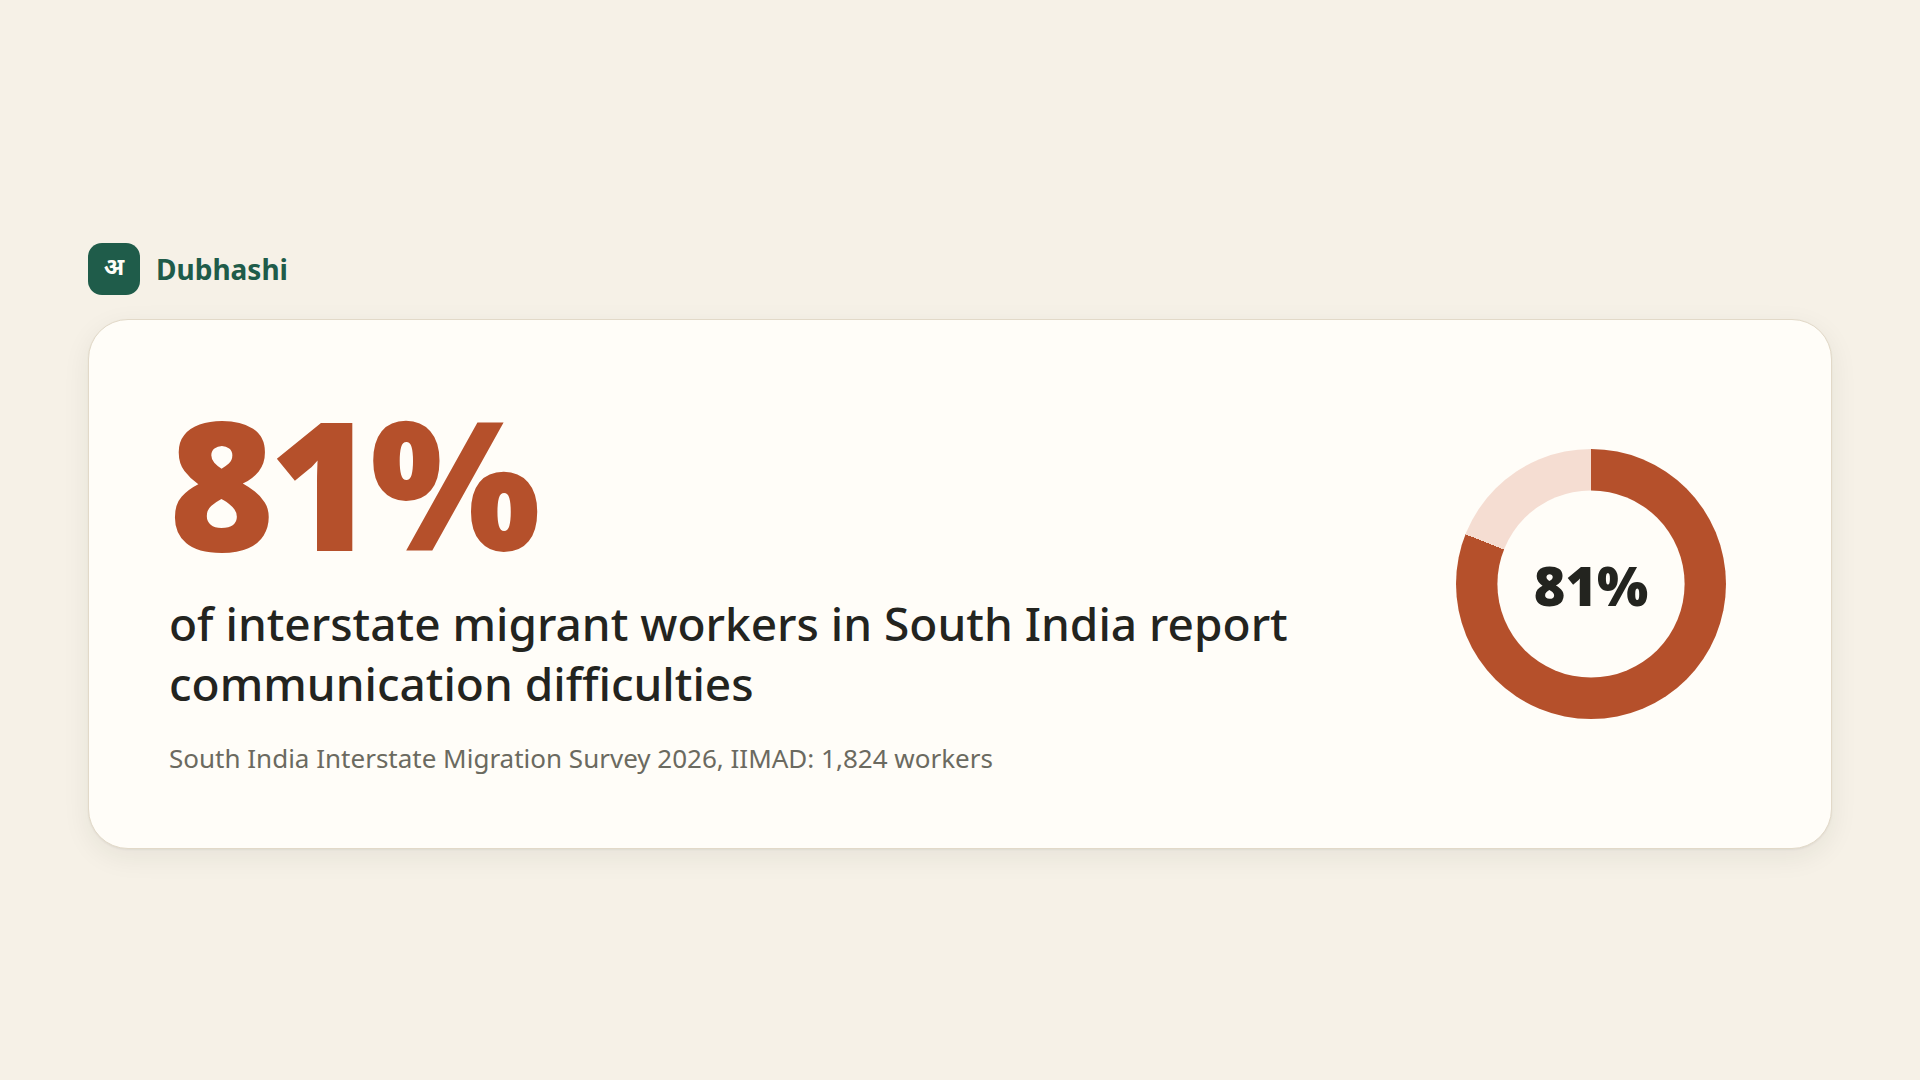 अ Dubhashi
81%
of interstate migrant workers in South India report
communication difficulties
South India Interstate Migration Survey 2026, IIMAD: 1,824 workers
81%